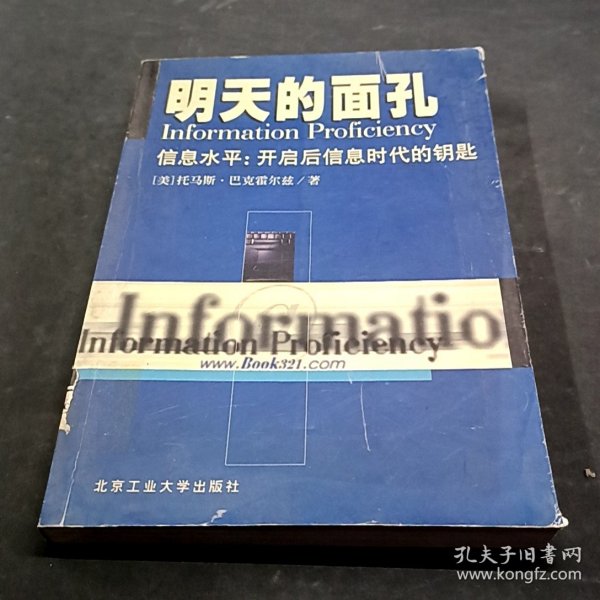 明天的面孔
Information Proficiency
信息水平：开启后信息时代的钥匙
[美]托马斯·巴克霍尔兹／著
Informatio
Information Proficiency
www.Book321.com
北京工业大学出版社
孔夫子旧书网
www.kongfz.com